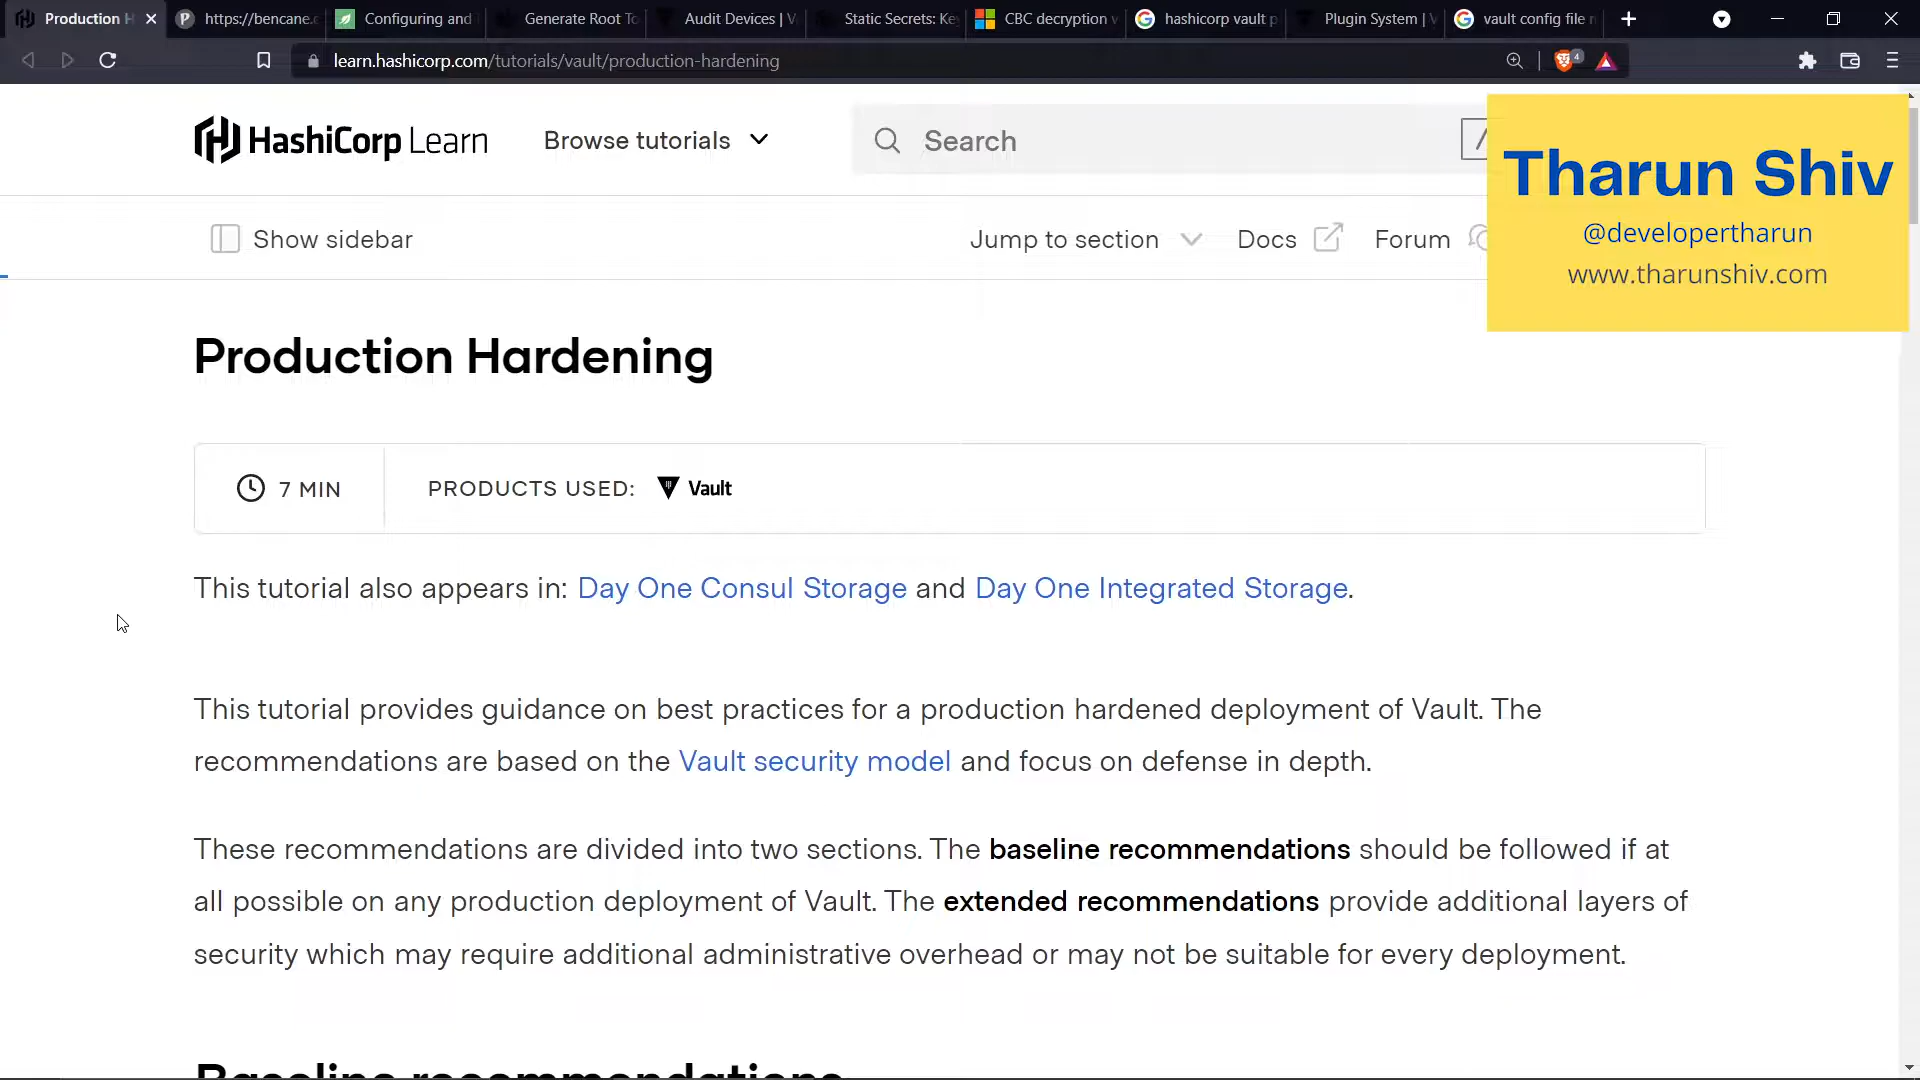 Production H
https://bencane.
Configuring and
Generate Root To
Audit Devices | V
Static Secrets: Ke
CBC decryption v
hashicorp vault p
Plugin System | V
vault config file
learn.hashicorp.com/tutorials/vault/production-hardening
4
HashiCorp Learn
Browse tutorials
Search
/
Tharun Shiv
@developertharun
www.tharunshiv.com
Show sidebar
Jump to section
Docs
Forum
Production Hardening
7 MIN
PRODUCTS USED: Vault
This tutorial also appears in: Day One Consul Storage and Day One Integrated Storage.
This tutorial provides guidance on best practices for a production hardened deployment of Vault. The
recommendations are based on the Vault security model and focus on defense in depth.
These recommendations are divided into two sections. The baseline recommendations should be followed if at
all possible on any production deployment of Vault. The extended recommendations provide additional layers of
security which may require additional administrative overhead or may not be suitable for every deployment.
Baseline recommendations